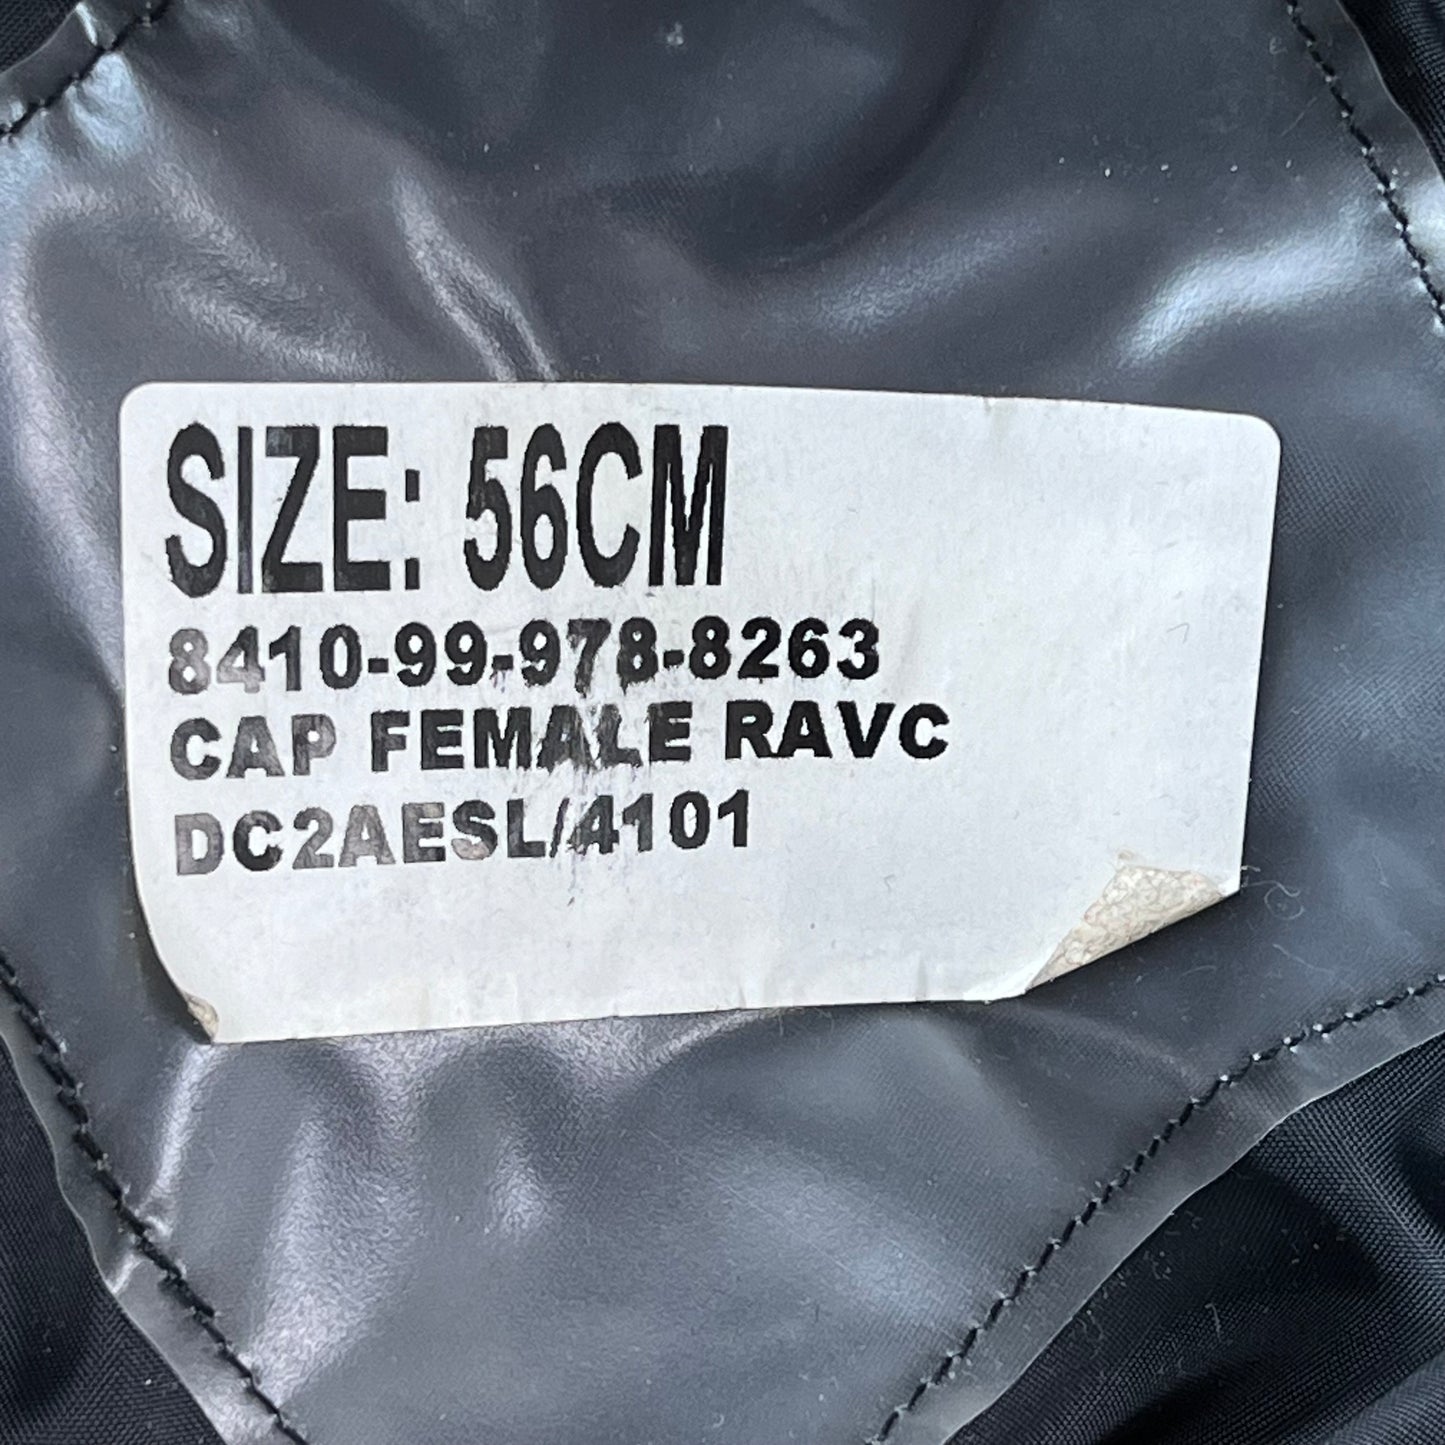 SIZE: 56CM
8410-99-978-8263
CAP FEMALE RAVC
DC2AESL/4101